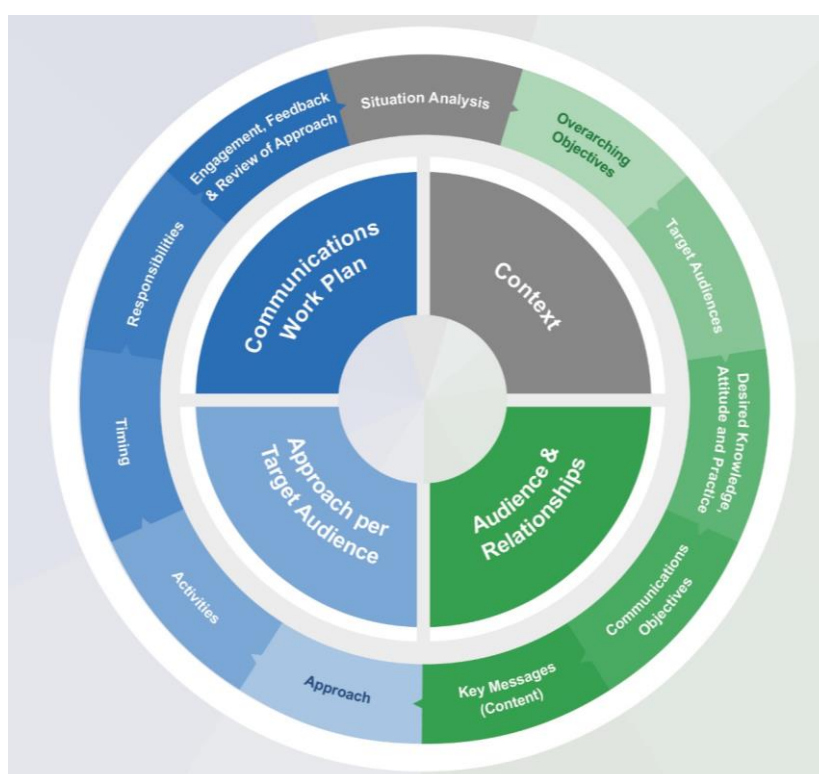 Situation Analysis
Overarching
Objectives
Target Audiences
Desired Knowledge,
Attitude and Practice
Communications
Objectives
Key Messages
(Content)
Approach
Activities
Timing
Responsibilities
Engagement, Feedback
& Review of Approach
Communications
Work Plan
Context
Audience &
Relationships
Approach per
Target Audience